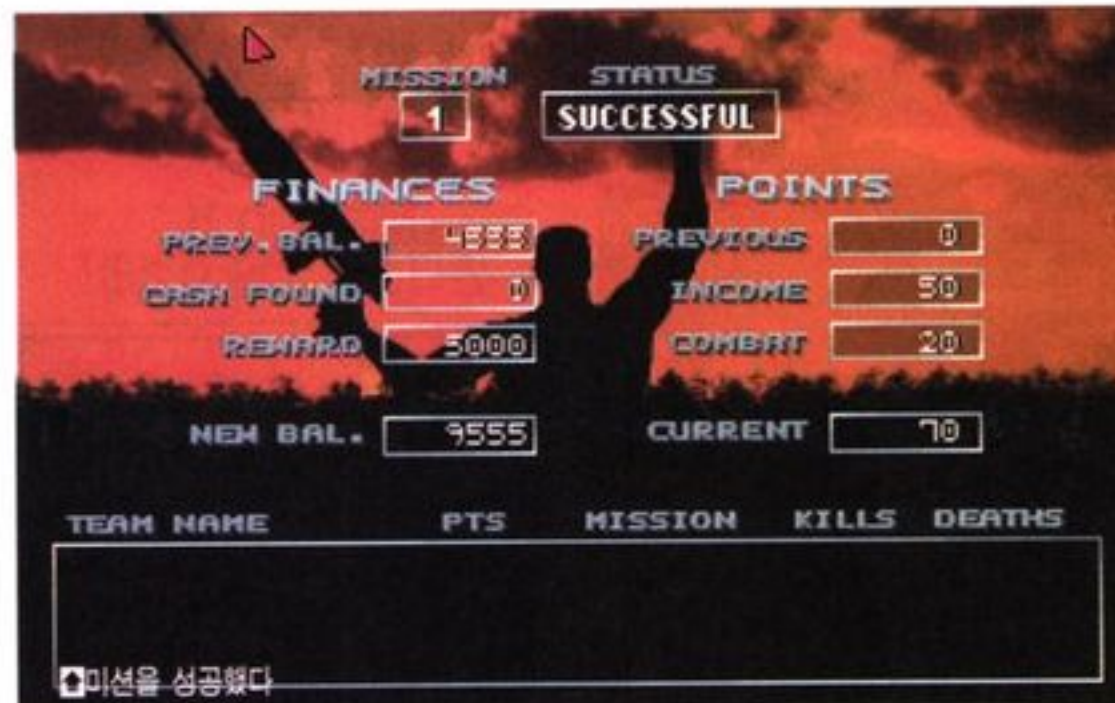 MISSION STATUS
1 SUCCESSFUL
FINANCES POINTS
PREV.BAL. 4555 PREVIOUS 0
CASH FOUND 0 INCOME 50
REWARD 5000 COMBAT 20
NEW BAL. 9555 CURRENT 70
TEAM NAME PTS MISSION KILLS DEATHS
미션을 성공했다